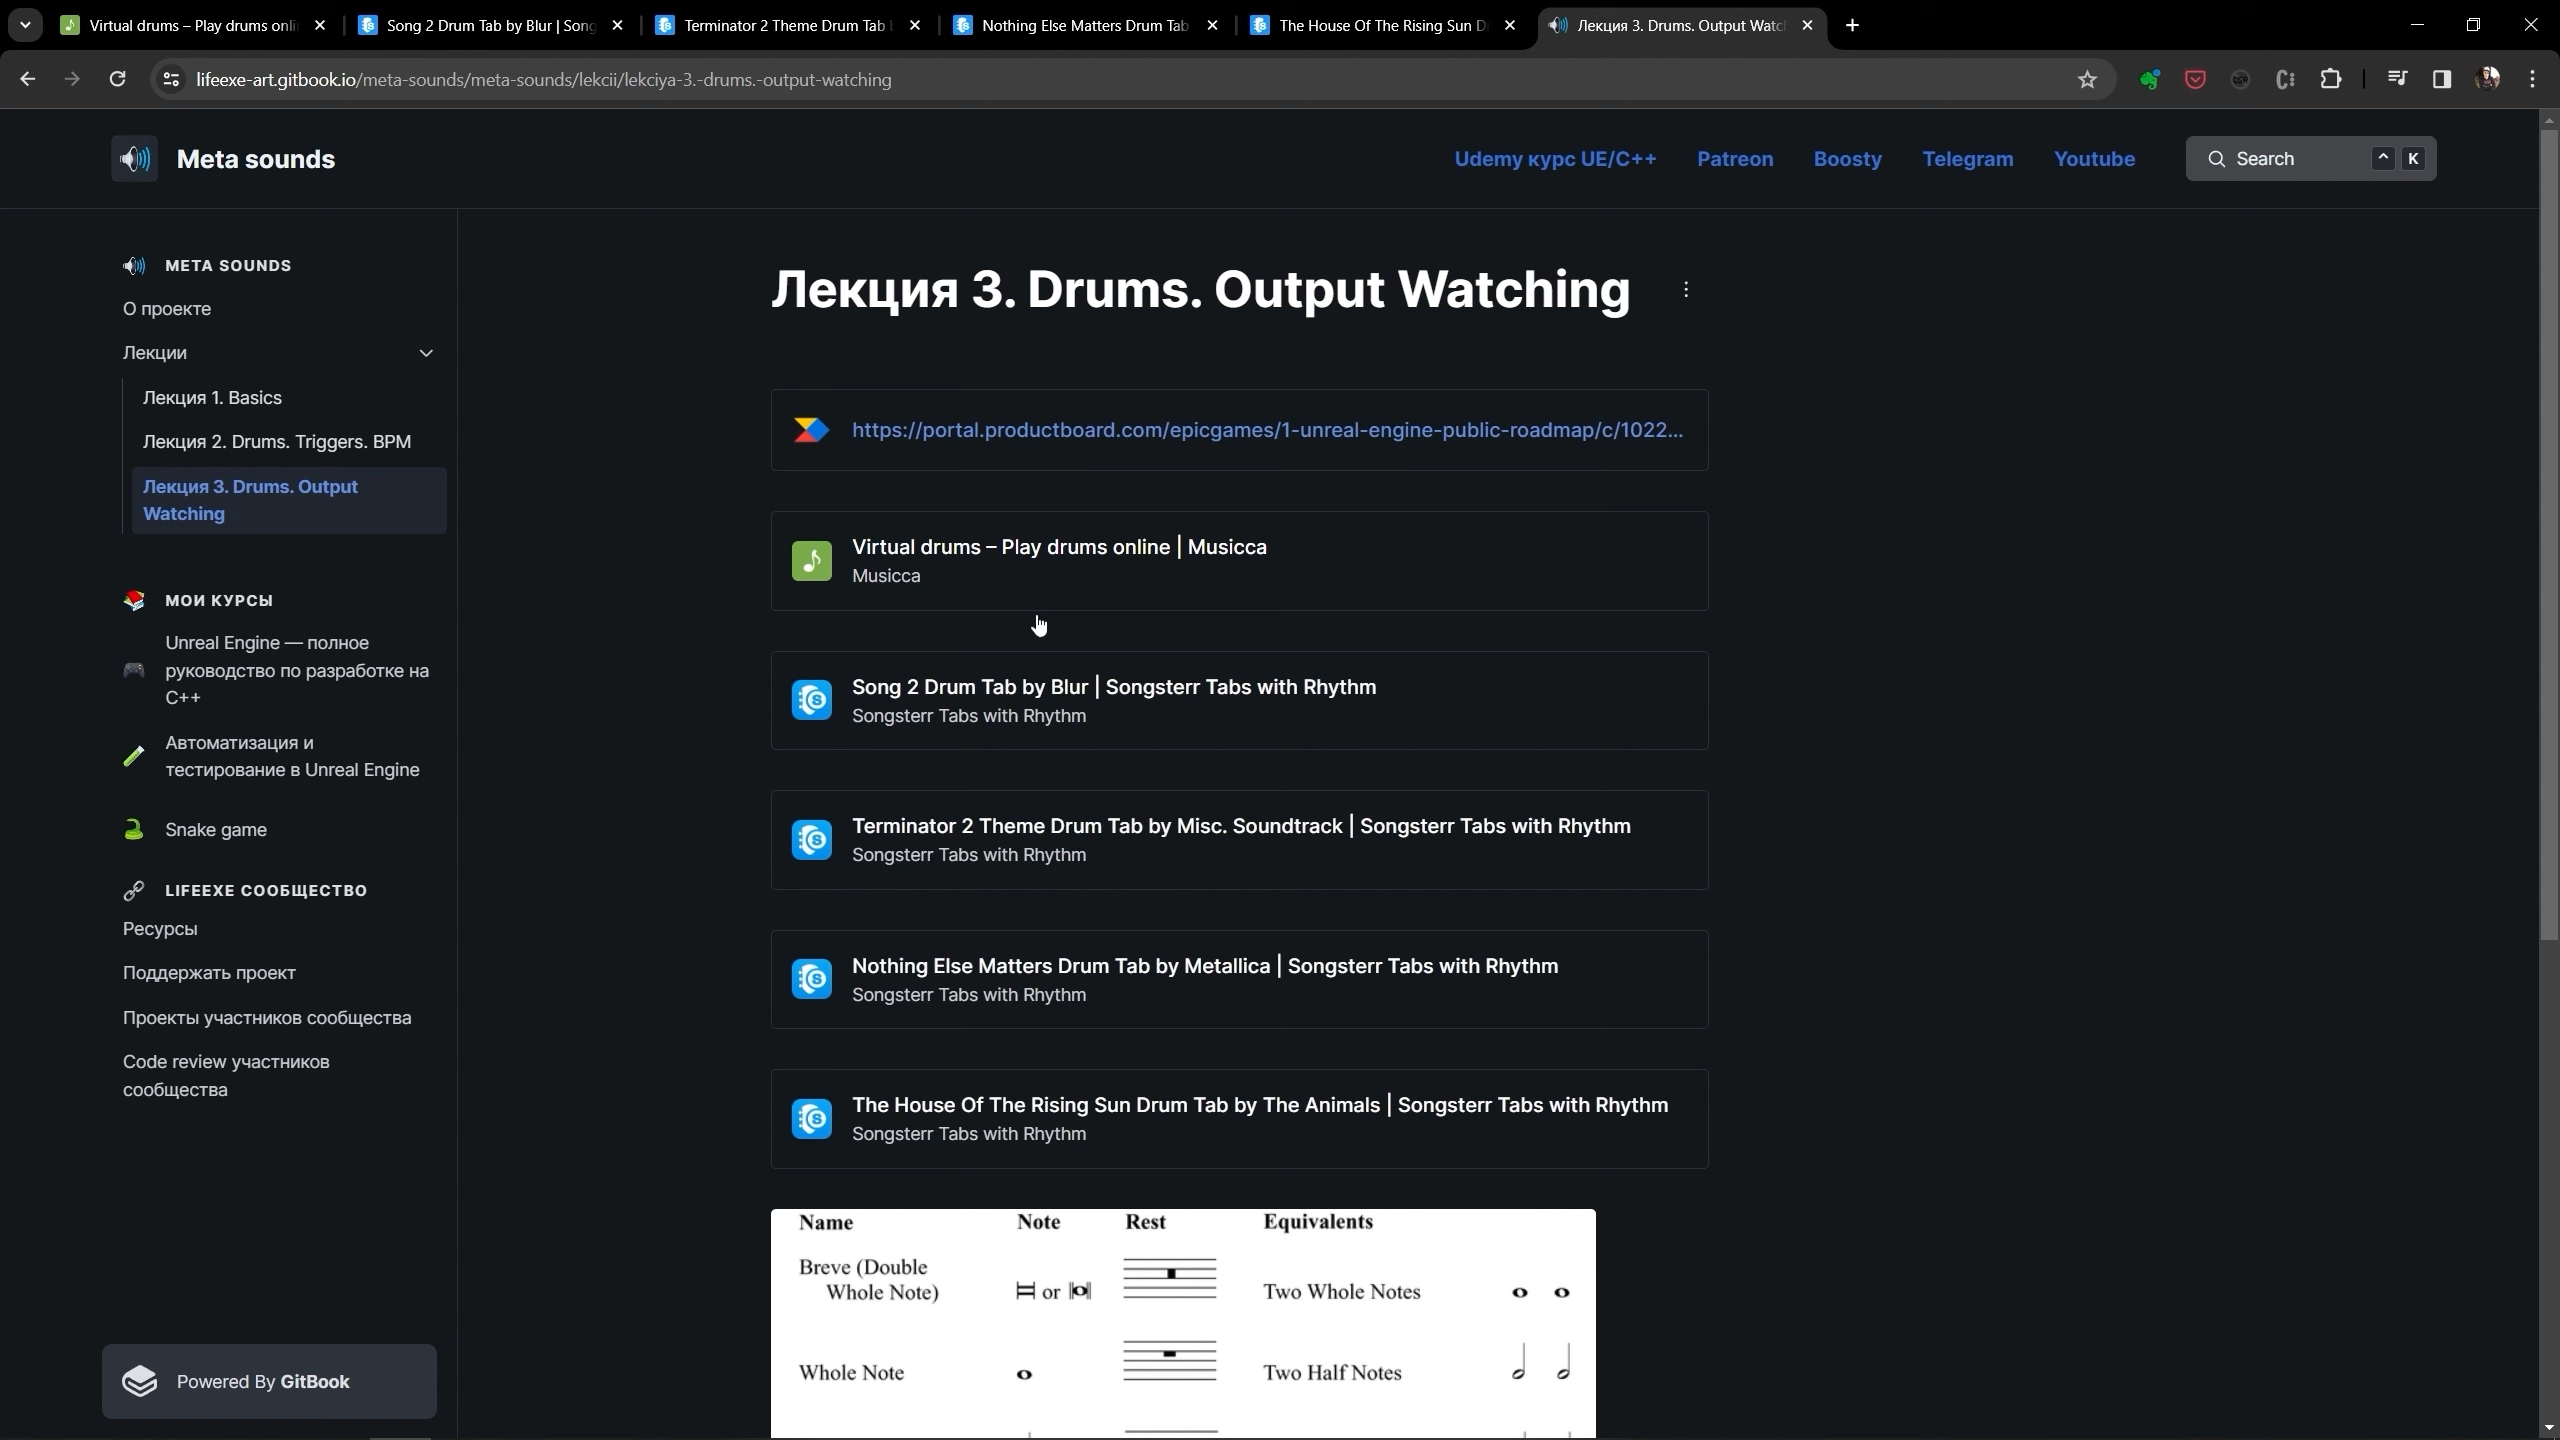 Virtual drums – Play drums onli
Song 2 Drum Tab by Blur | Song
Terminator 2 Theme Drum Tab
Nothing Else Matters Drum Tab
The House Of The Rising Sun D
Лекция 3. Drums. Output Watc
lifeexe-art.gitbook.io/meta-sounds/meta-sounds/lekcii/lekciya-3.-drums.-output-watching
Meta sounds
Udemy курс UE/C++
Patreon
Boosty
Telegram
Youtube
Search
^ K
META SOUNDS
О проекте
Лекции
Лекция 1. Basics
Лекция 2. Drums. Triggers. BPM
Лекция 3. Drums. Output
Watching
МОИ КУРСЫ
Unreal Engine — полное
руководство по разработке на
C++
Автоматизация и
тестирование в Unreal Engine
Snake game
LIFEEXE СООБЩЕСТВО
Ресурсы
Поддержать проект
Проекты участников сообщества
Code review участников
сообщества
Powered By GitBook
Лекция 3. Drums. Output Watching
https://portal.productboard.com/epicgames/1-unreal-engine-public-roadmap/c/1022...
Virtual drums – Play drums online | Musicca
Musicca
Song 2 Drum Tab by Blur | Songsterr Tabs with Rhythm
Songsterr Tabs with Rhythm
Terminator 2 Theme Drum Tab by Misc. Soundtrack | Songsterr Tabs with Rhythm
Songsterr Tabs with Rhythm
Nothing Else Matters Drum Tab by Metallica | Songsterr Tabs with Rhythm
Songsterr Tabs with Rhythm
The House Of The Rising Sun Drum Tab by The Animals | Songsterr Tabs with Rhythm
Songsterr Tabs with Rhythm
Name Note Rest Equivalents
Breve (Double
Whole Note) or Two Whole Notes
Whole Note Two Half Notes